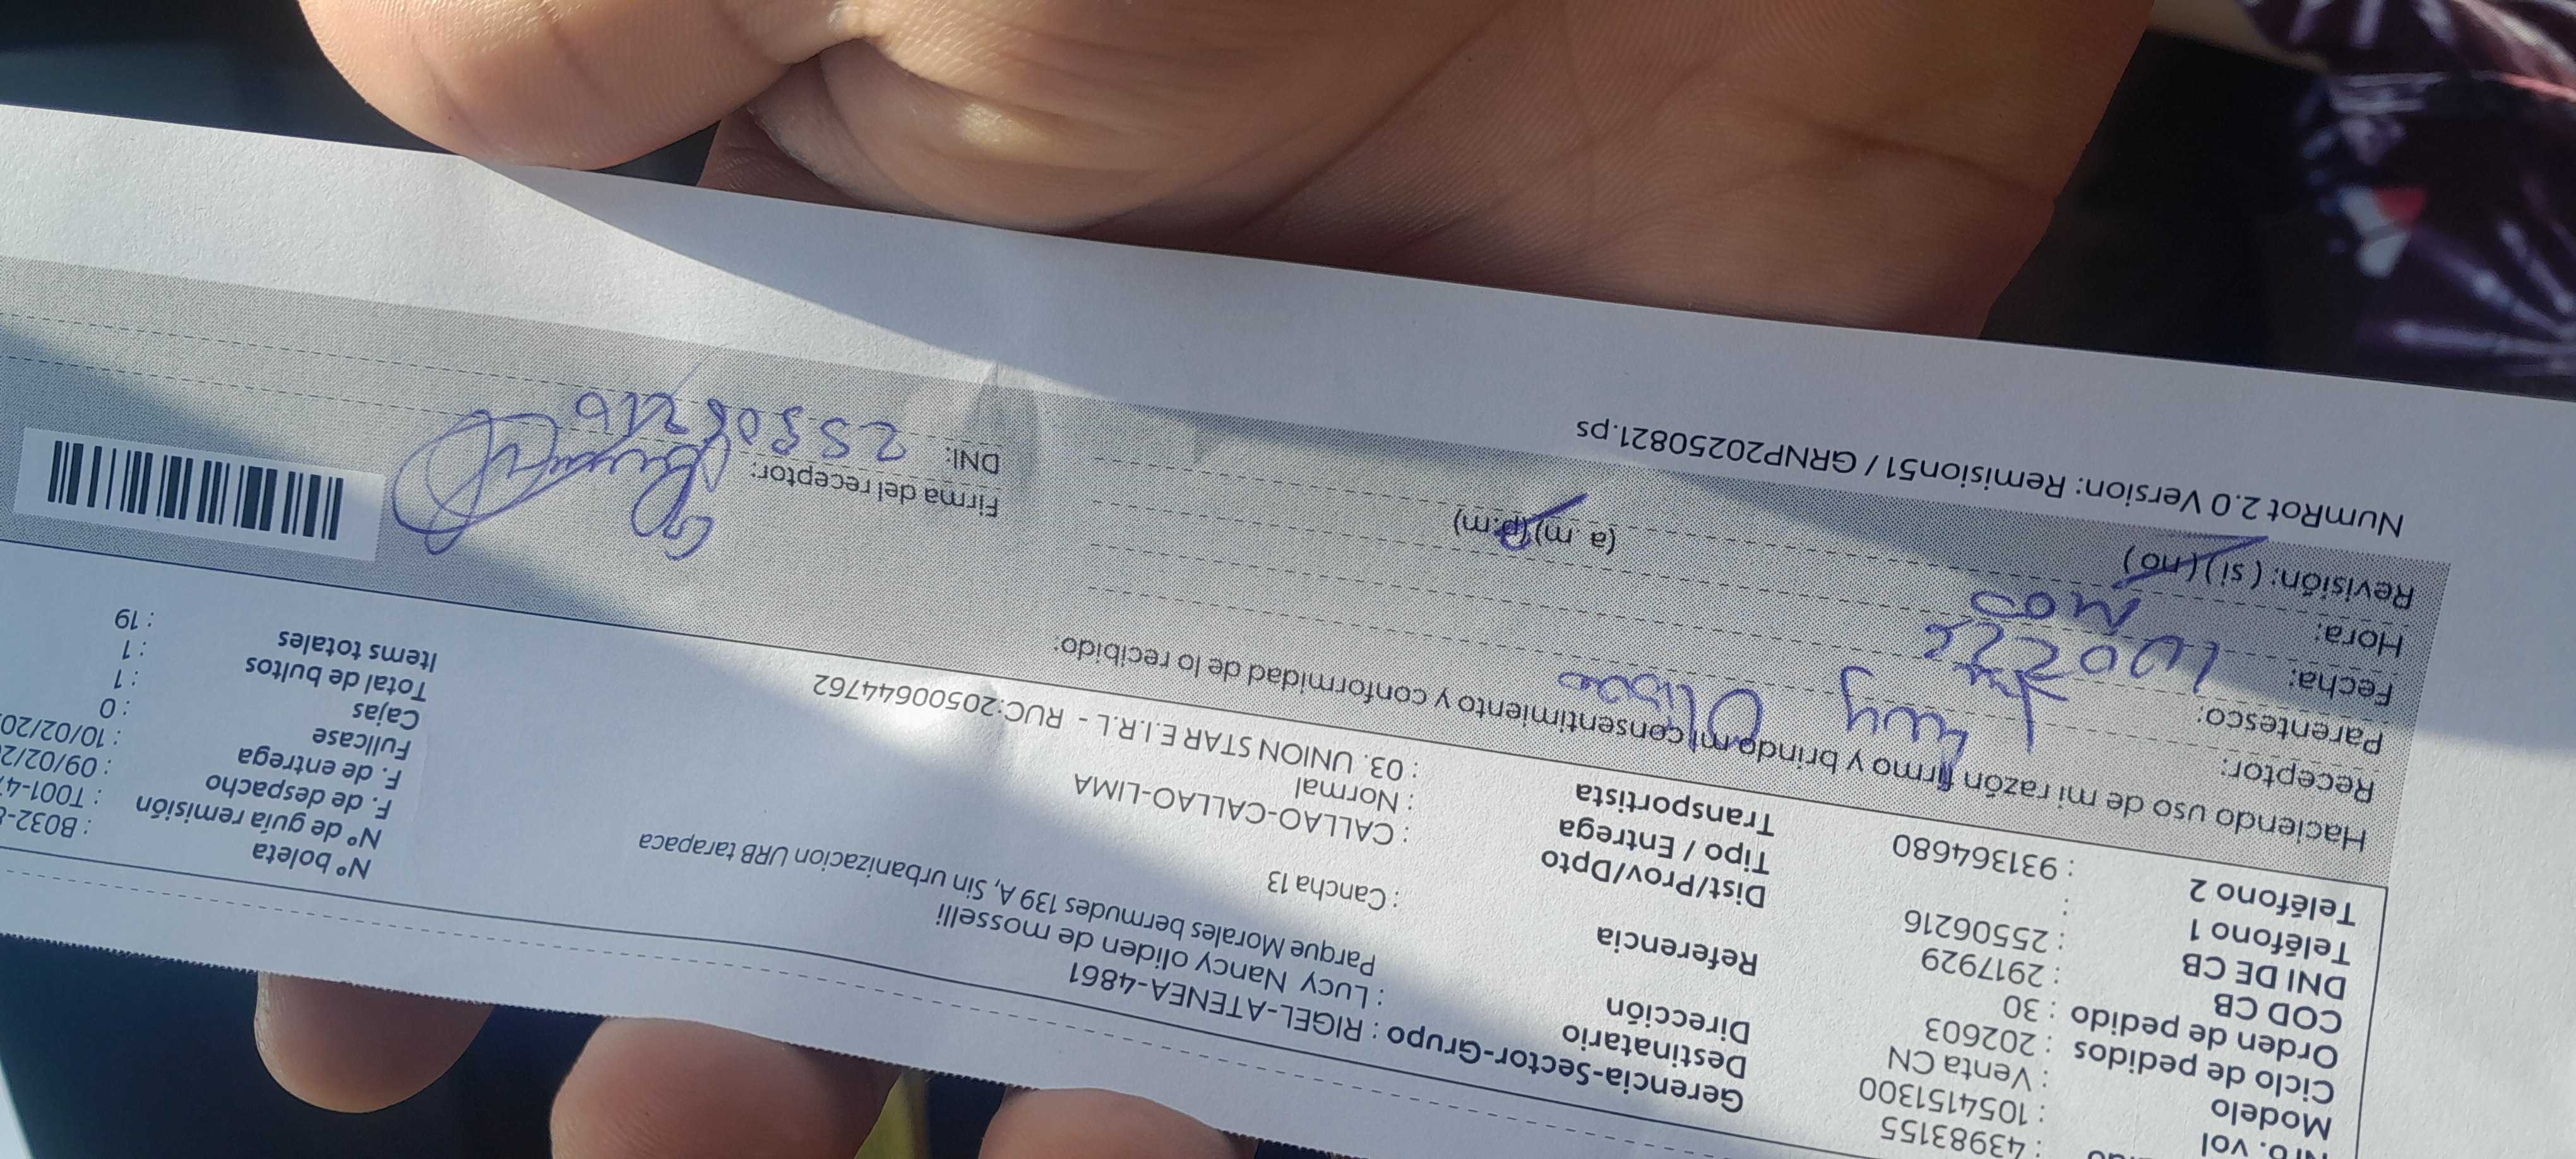 : 43983155
Nro. vol : 1054151300
Modelo : Venta CN
Ciclo de pedidos : 202603
Orden de pedido : 30
COD CB : 2917929
DNI DE CB : 25506216
Teléfono 1 :
Teléfono 2 : 931364680
Gerencia-Sector-Grupo : RIGEL-ATENEA-4861
Destinatario : Lucy Nancy oliden de mosselli
Dirección Parque Morales bermudes 139 A, Sin urbanizacion URB tarapaca
Referencia : Cancha 13
Dist/Prov/Dpto : CALLAO-CALLAO-LIMA
Tipo / Entrega : Normal
Transportista : 03. UNION STAR E.I.R.L - RUC:20500644762
Nº boleta : B032-
Nº de guía remisión : T001-4
F. de despacho : 09/02/2
F. de entrega : 10/02/20
Fullcase : 0
Cajas : 1
Total de bultos : 1
Items totales : 19
Haciendo uso de mi razón firmo y brindo mi consentimiento y conformidad de lo recibido:
Receptor: Lucy
Parentesco:
Fecha:
Hora: (a. m) (p.m)
Revisión: ( si ) ( no )
Firma del receptor:
DNI:
NumRot 2.0 Version: Remision51 / GRNP20250821.ps